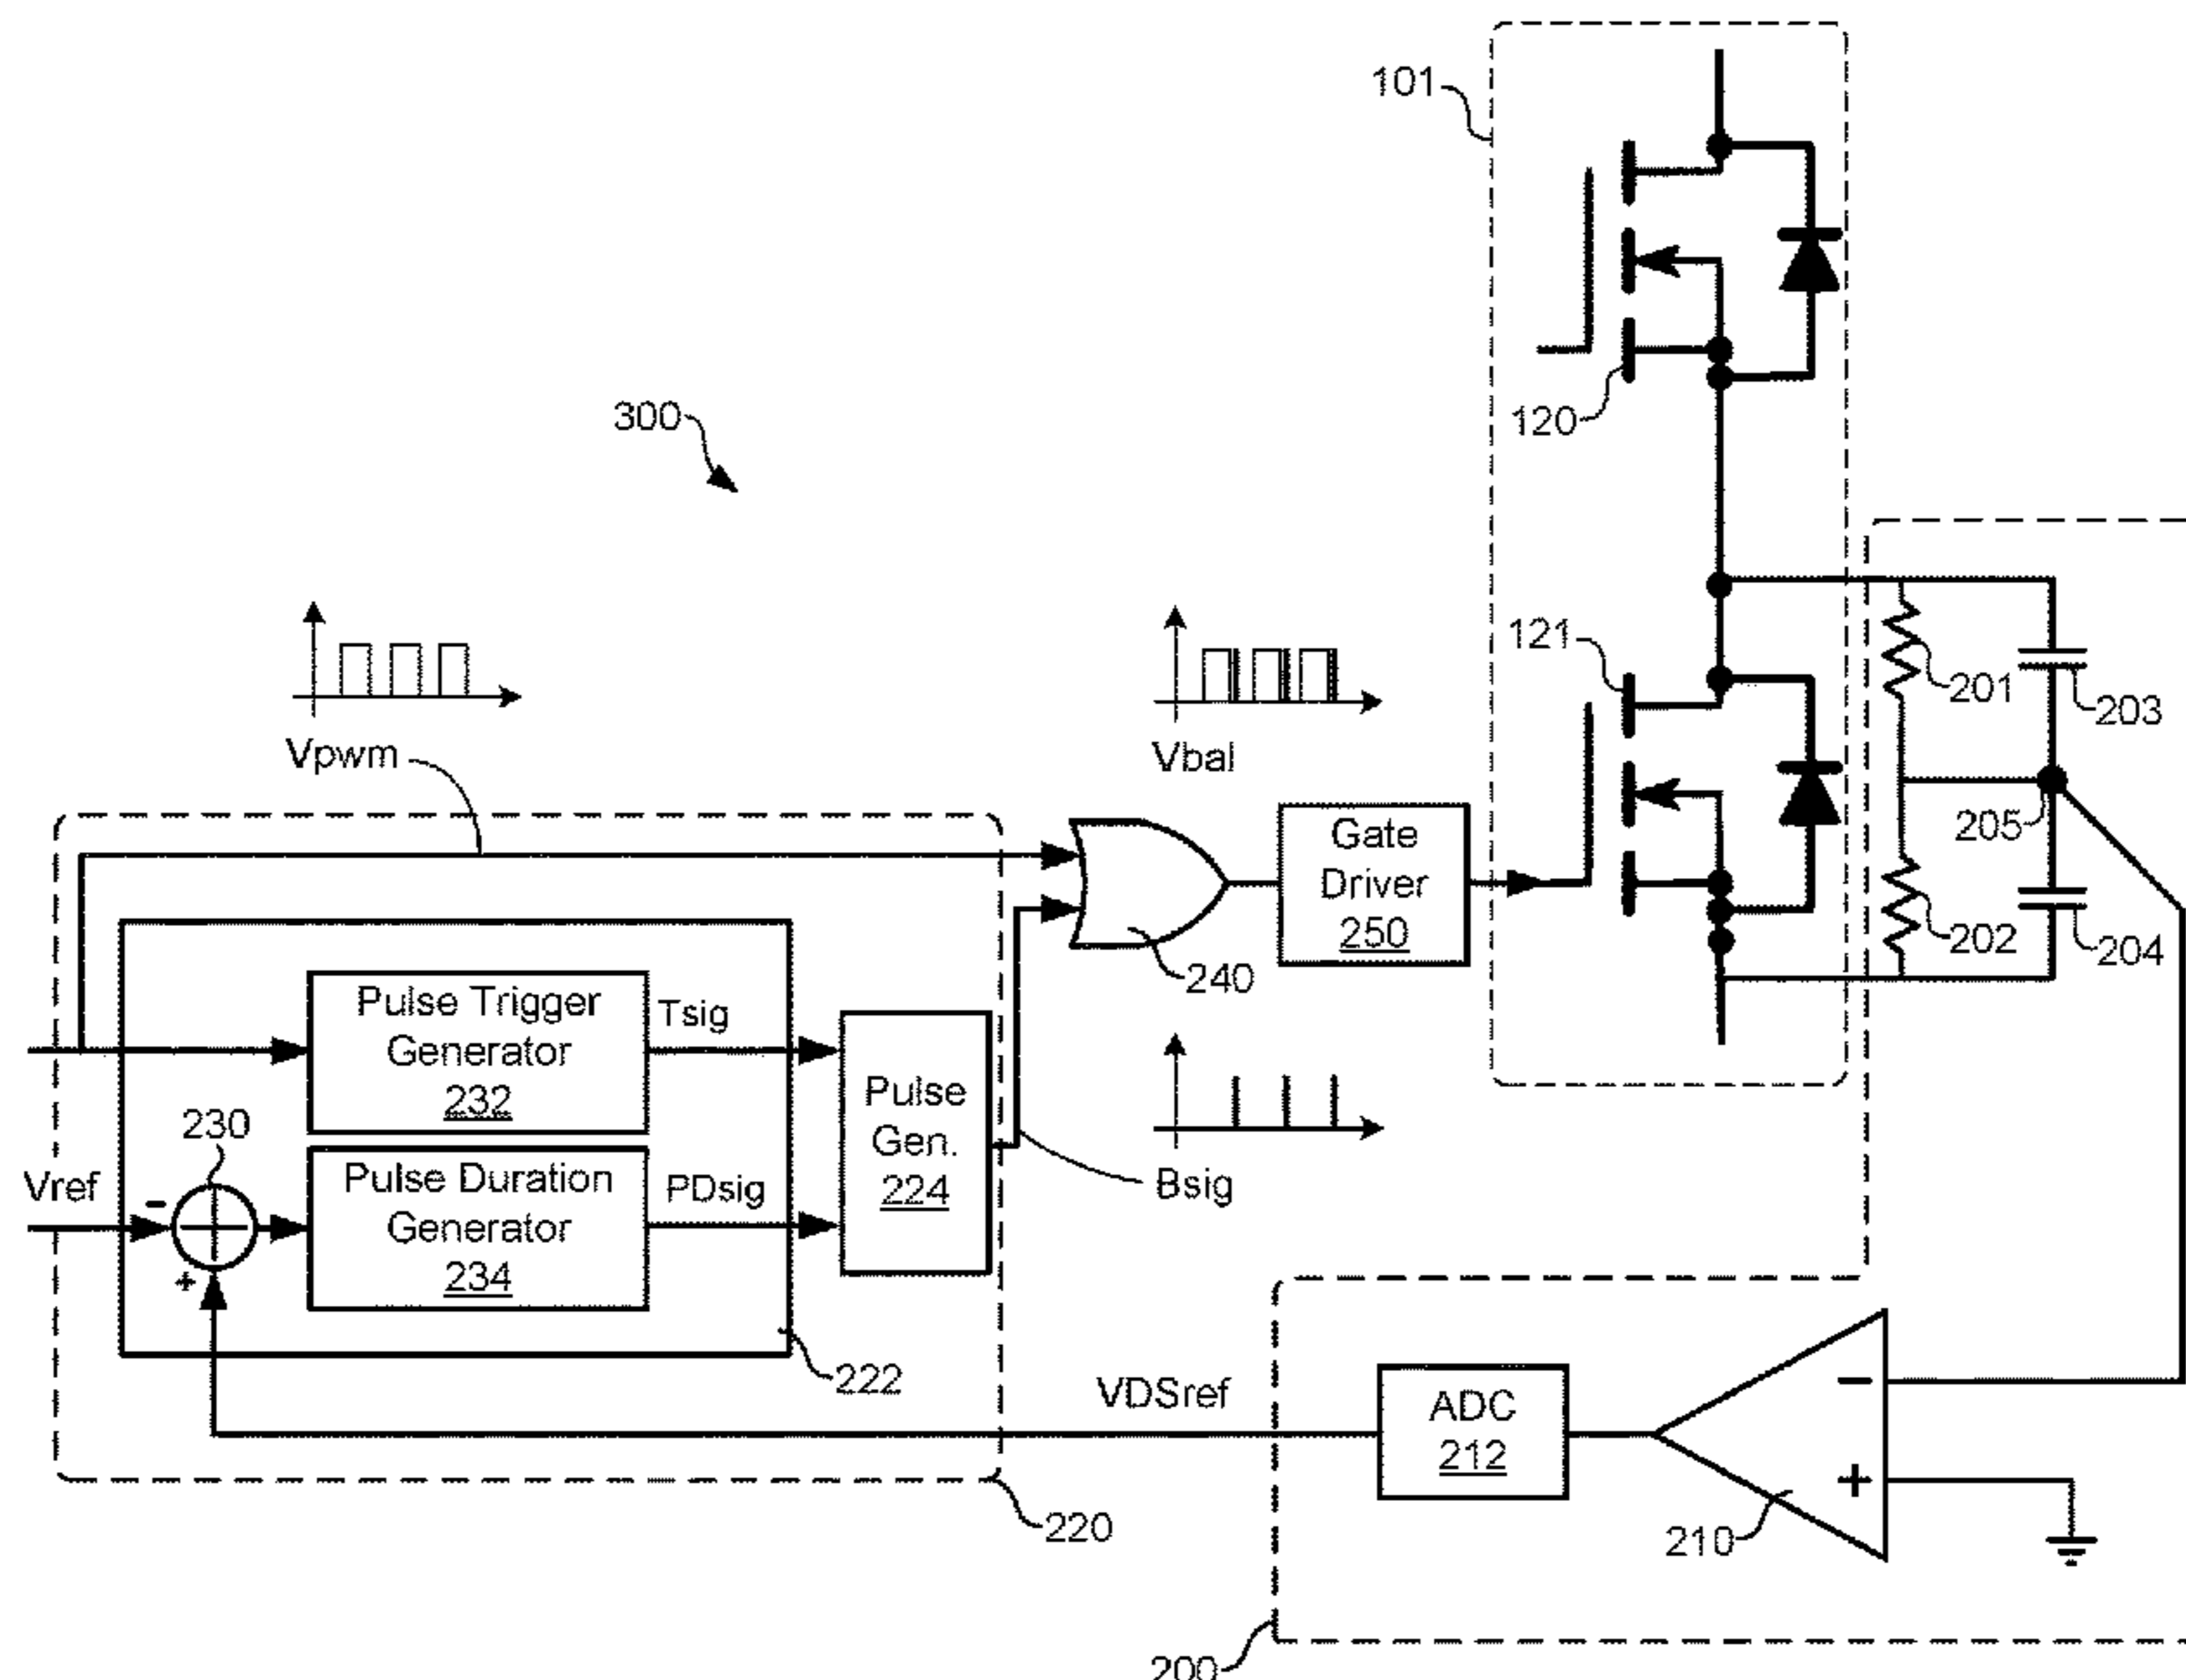 101
120
300
121
201
203
Vpwm
Vbal
205
Gate
Driver
250
202
204
240
Pulse Trigger
Generator
232
Tsig
Pulse
Gen.
224
230
Vref
-
+
Pulse Duration
Generator
234
PDsig
Bsig
222
VDSref
ADC
212
-
+
210
220
200